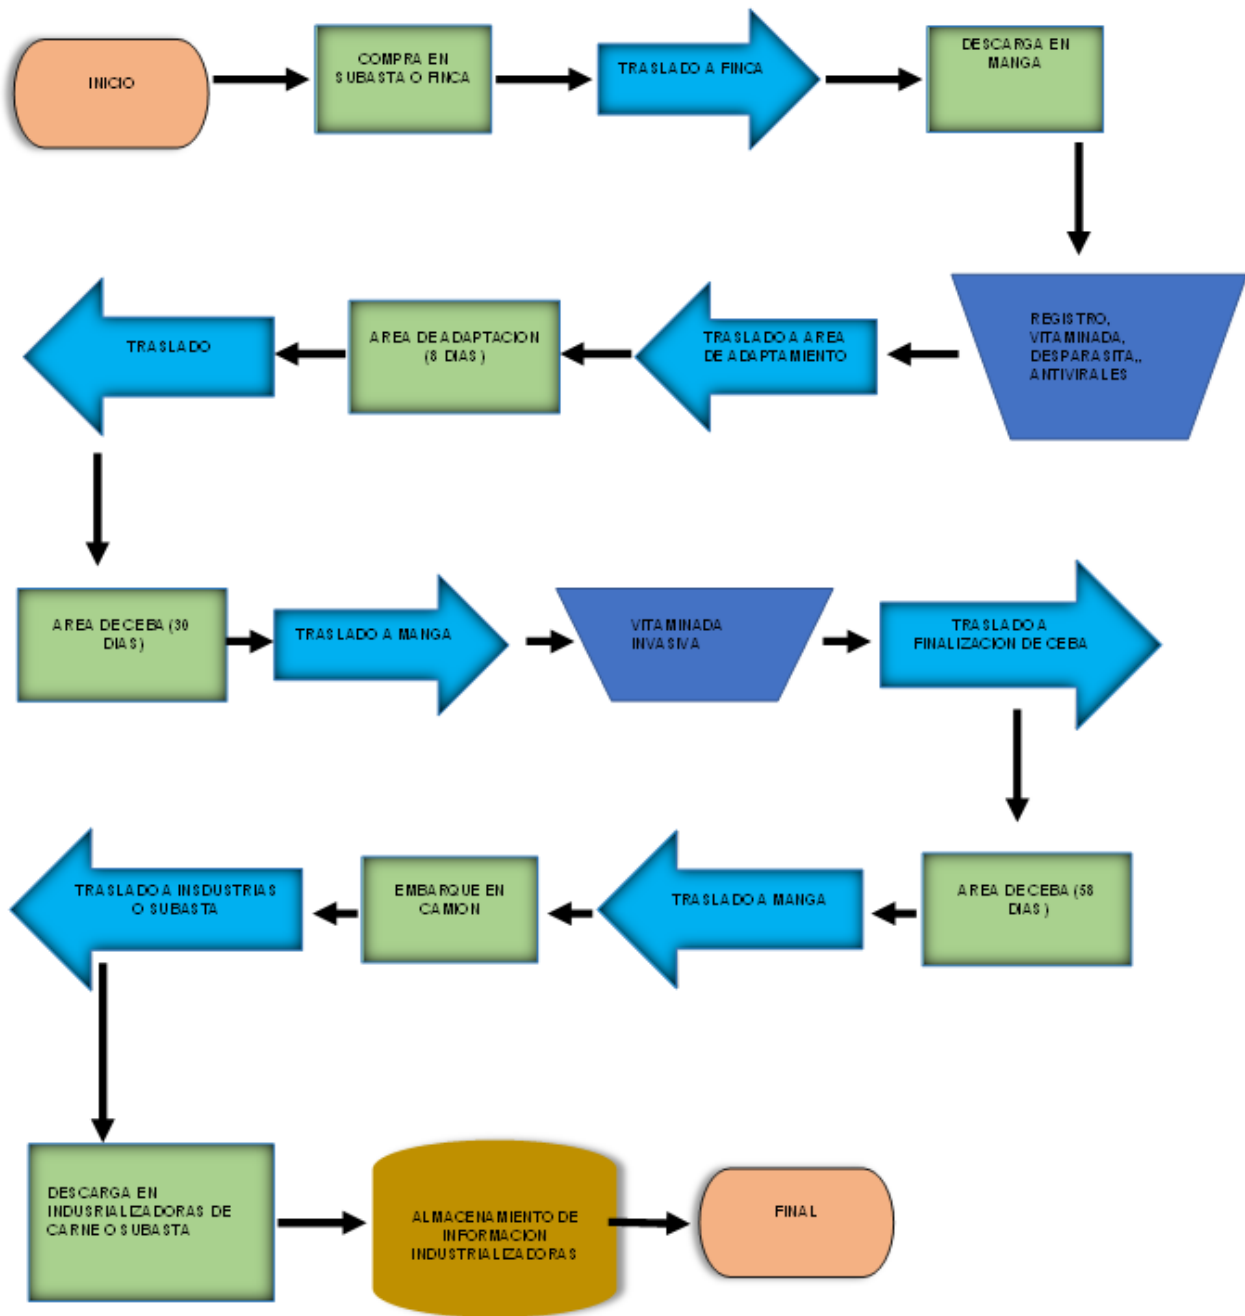 INICIO
COMPRA EN
SUBASTA O FINCA
TRASLADO A FINCA
DESCARGA EN
MANGA
REGISTRO,
VITAMINADA,
DESPARASITA,,
ANTIVIRALES
TRASLADO A AREA
DE ADAPTAMIENTO
AREA DE ADAPTACION
(8 DIAS)
TRASLADO
AREA DE CEBA (30
DIAS)
TRASLADO A MANGA
VITAMINADA
INVASIVA
TRASLADO A
FINALIZACION DE CEBA
AREA DE CEBA (58
DIAS)
TRASLADO A MANGA
EMBARQUE EN
CAMION
TRASLADO A INSDUSTRIAS
O SUBASTA
DESCARGA EN
INDUSRIALIZADORAS DE
CARNE O SUBASTA
ALMACENAMIENTO DE
INFORMACION
INDUSTRIALIZADORAS
FINAL